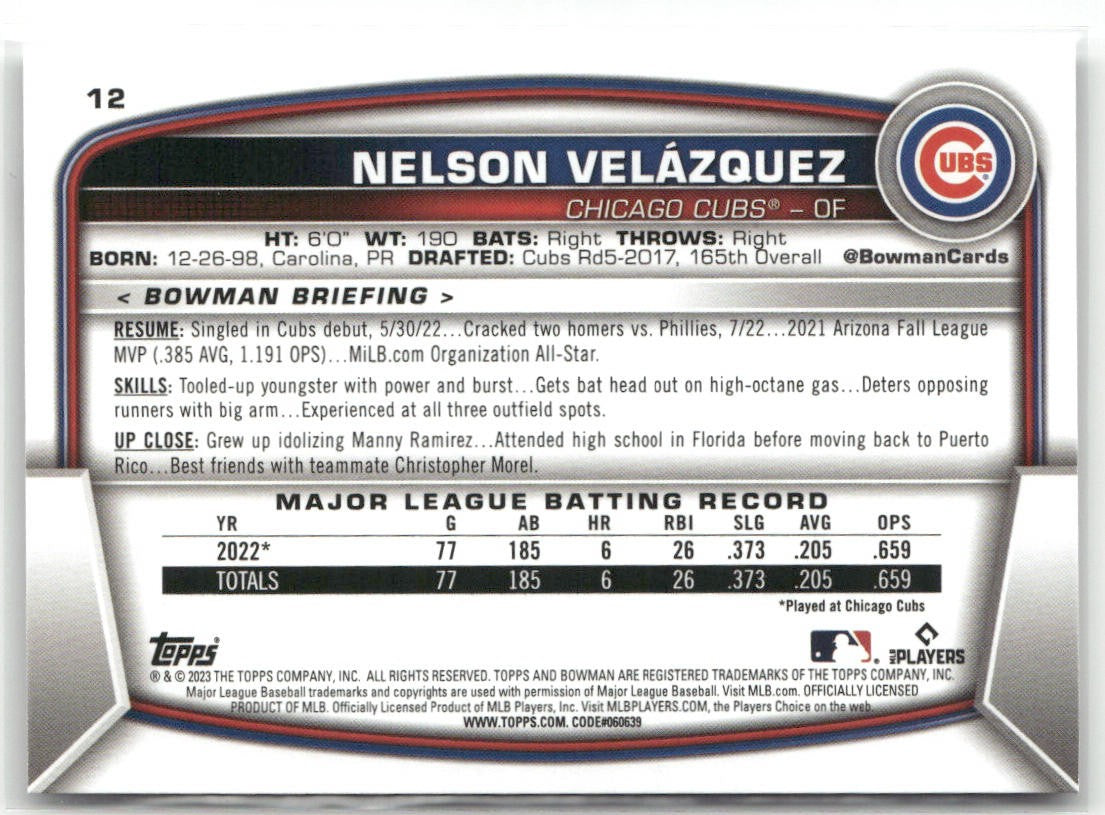 12
NELSON VELÁZQUEZ
CUBS®
CHICAGO CUBS® – OF
HT: 6'0" WT: 190 BATS: Right THROWS: Right
BORN: 12-26-98, Carolina, PR DRAFTED: Cubs Rd5-2017, 165th Overall @BowmanCards
< BOWMAN BRIEFING >
RESUME: Singled in Cubs debut, 5/30/22...Cracked two homers vs. Phillies, 7/22...2021 Arizona Fall League
MVP (.385 AVG, 1.191 OPS)...MiLB.com Organization All-Star.
SKILLS: Tooled-up youngster with power and burst...Gets bat head out on high-octane gas...Deters opposing
runners with big arm...Experienced at all three outfield spots.
UP CLOSE: Grew up idolizing Manny Ramirez...Attended high school in Florida before moving back to Puerto
Rico...Best friends with teammate Christopher Morel.
MAJOR LEAGUE BATTING RECORD
YR G AB HR RBI SLG AVG OPS
2022* 77 185 6 26 .373 .205 .659
TOTALS 77 185 6 26 .373 .205 .659
*Played at Chicago Cubs
Topps® MLB PLAYERS
® & © 2023 THE TOPPS COMPANY, INC. ALL RIGHTS RESERVED. TOPPS AND BOWMAN ARE REGISTERED TRADEMARKS OF THE TOPPS COMPANY, INC.
Major League Baseball trademarks and copyrights are used with permission of Major League Baseball. Visit MLB.com. OFFICIALLY LICENSED
PRODUCT OF MLB. Officially Licensed Product of MLB Players, Inc. Visit MLBPLAYERS.COM, the Players Choice on the web.
WWW.TOPPS.COM. CODE#060639